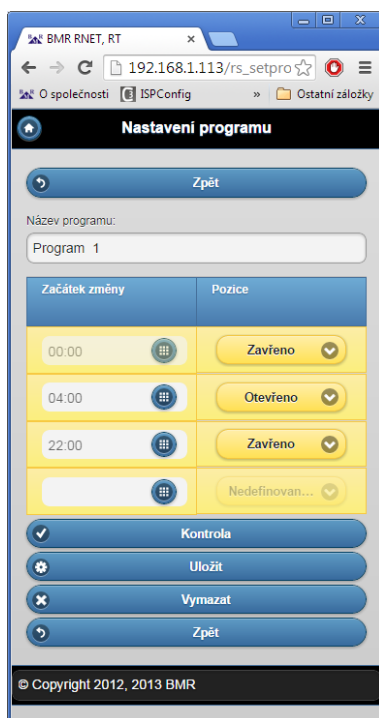 BMR RNET, RT
192.168.1.113/rs_setpro
O společnosti ISPConfig » Ostatní záložky
Nastavení programu
Zpět
Název programu:
Program 1
Začátek změny Pozice
00:00 Zavřeno
04:00 Otevřeno
22:00 Zavřeno
Nedefinovan...
Kontrola
Uložit
Vymazat
Zpět
© Copyright 2012, 2013 BMR